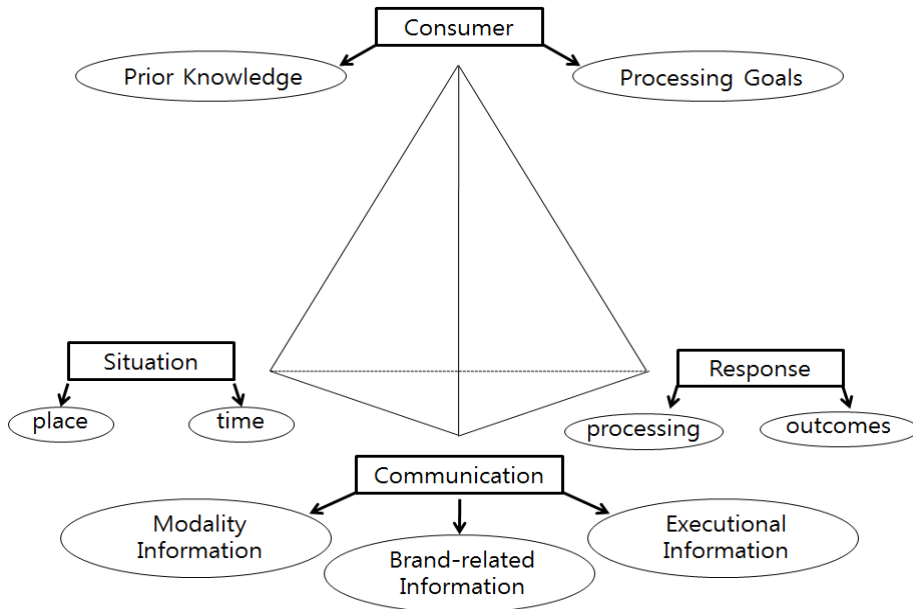 Consumer
Prior Knowledge
Processing Goals
Situation
place
time
Response
processing
outcomes
Communication
Modality
Information
Brand-related
Information
Executional
Information